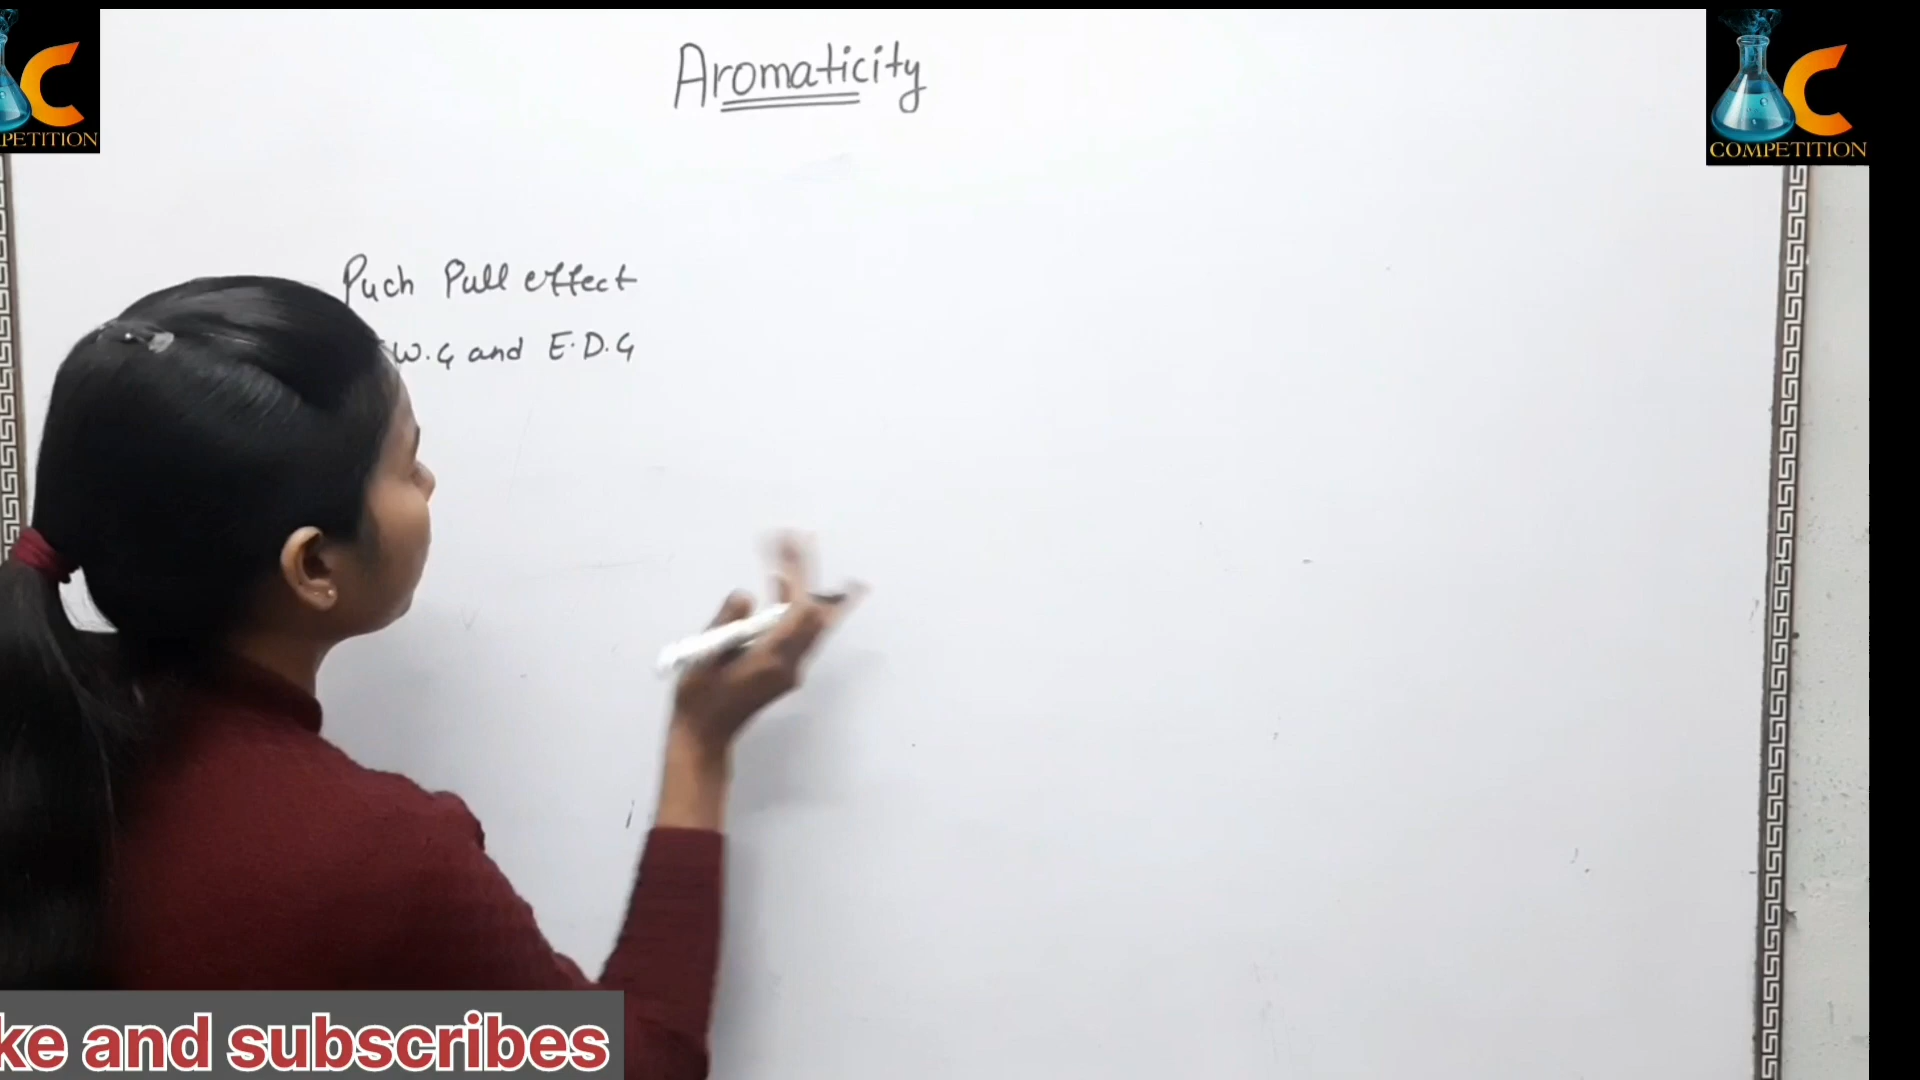 C
PETITION
C
COMPETITION
Aromaticity
Puch Pull effect
W.G and E.D.G
ke and subscribes